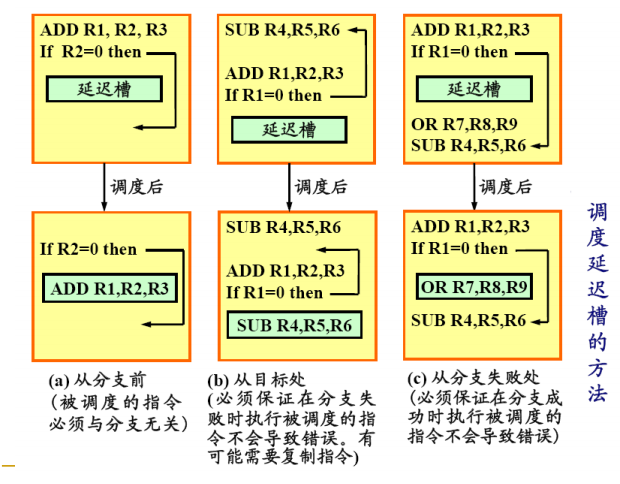 ADD R1, R2, R3
If R2=0 then
延迟槽
调度后
If R2=0 then
ADD R1,R2,R3
(a) 从分支前
(被调度的指令
必须与分支无关)
SUB R4,R5,R6
ADD R1,R2,R3
If R1=0 then
延迟槽
调度后
SUB R4,R5,R6
ADD R1,R2,R3
If R1=0 then
SUB R4,R5,R6
(b) 从目标处
(必须保证在分支失
败时执行被调度的指
令不会导致错误。有
可能需要复制指令)
ADD R1,R2,R3
If R1=0 then
延迟槽
OR R7,R8,R9
SUB R4,R5,R6
调度后
ADD R1,R2,R3
If R1=0 then
OR R7,R8,R9
SUB R4,R5,R6
(c) 从分支失败处
(必须保证在分支成
功时执行被调度的
指令不会导致错误)
调度延迟槽的方法